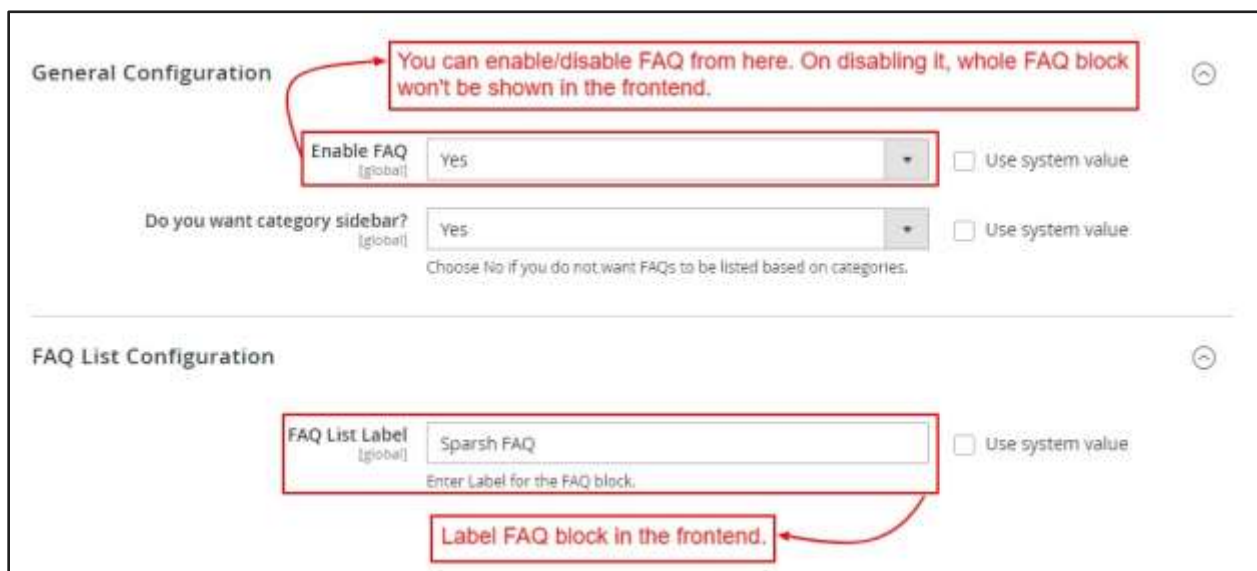 General Configuration
You can enable/disable FAQ from here. On disabling it, whole FAQ block
won't be shown in the frontend.
Enable FAQ
[global]
Yes
Use system value
Do you want category sidebar?
[global]
Yes
Use system value
Choose No if you do not want FAQs to be listed based on categories.
FAQ List Configuration
FAQ List Label
[global]
Sparsh FAQ
Use system value
Enter Label for the FAQ block.
Label FAQ block in the frontend.